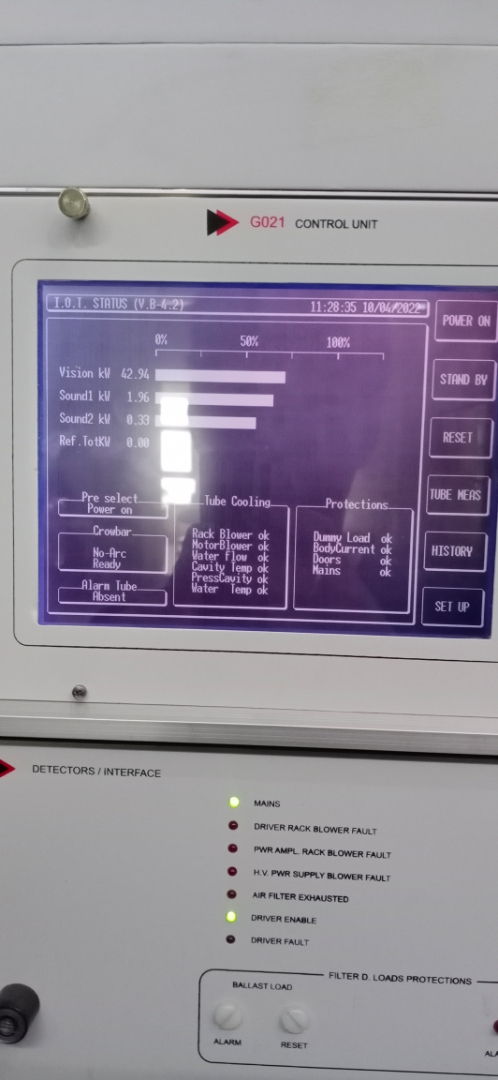 G021 CONTROL UNIT
I.O.T. STATUS (V.B-4.2) 11:28:35 10/04/2022
POWER ON
0% 50% 100%
Vision kW 42.94
STAND BY
Sound1 kW 1.96
Sound2 kW 0.33
RESET
Ref.TotKW 0.00
Pre select
Power on
Tube Cooling
Protections
TUBE MEAS
Crowbar
No-Arc
Ready
Rack Blower ok
MotorBlower ok
Water flow ok
Cavity Temp ok
PressCavity ok
Water Temp ok
Dummy Load ok
BodyCurrent ok
Doors ok
Mains ok
HISTORY
Alarm Tube
Absent
SET UP
DETECTORS / INTERFACE
MAINS
DRIVER RACK BLOWER FAULT
PWR AMPL. RACK BLOWER FAULT
H.V. PWR SUPPLY BLOWER FAULT
AIR FILTER EXHAUSTED
DRIVER ENABLE
DRIVER FAULT
FILTER D. LOADS PROTECTIONS
BALLAST LOAD
ALARM RESET